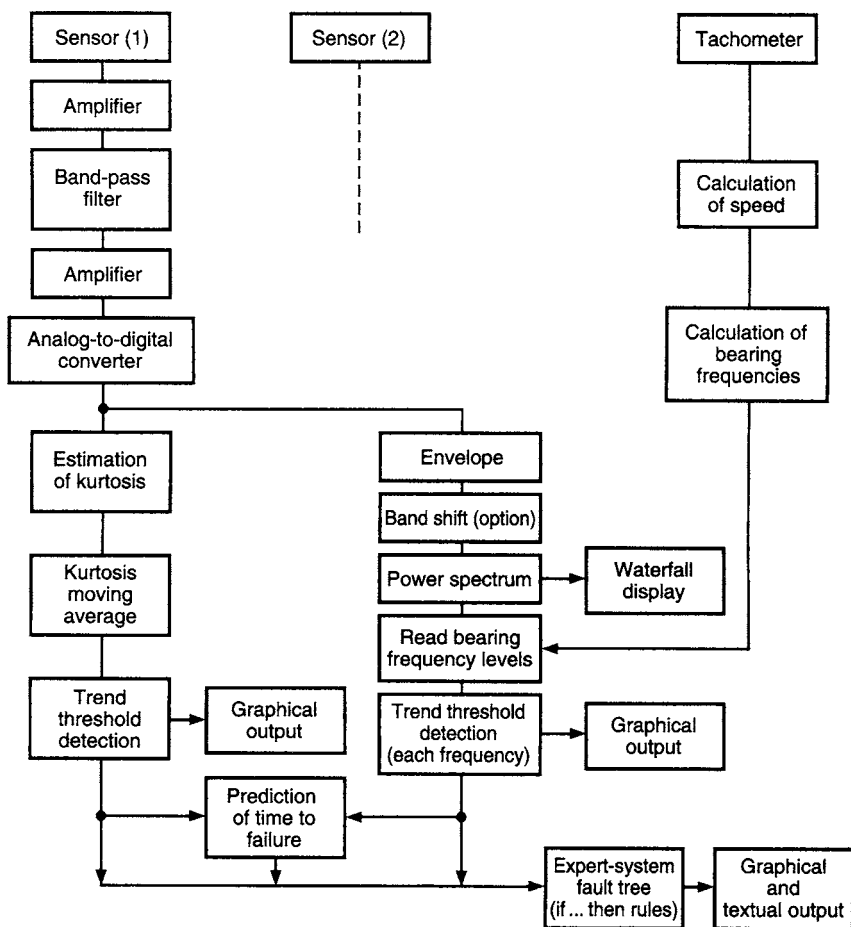 Sensor (1)
Sensor (2)
Tachometer
Amplifier
Band-pass
filter
Calculation
of speed
Amplifier
Analog-to-digital
converter
Calculation of
bearing
frequencies
Estimation
of kurtosis
Envelope
Band shift (option)
Kurtosis
moving
average
Power spectrum
Waterfall
display
Read bearing
frequency levels
Trend
threshold
detection
Graphical
output
Trend threshold
detection
(each frequency)
Graphical
output
Prediction
of time to
failure
Expert-system
fault tree
(if ... then rules)
Graphical
and
textual output